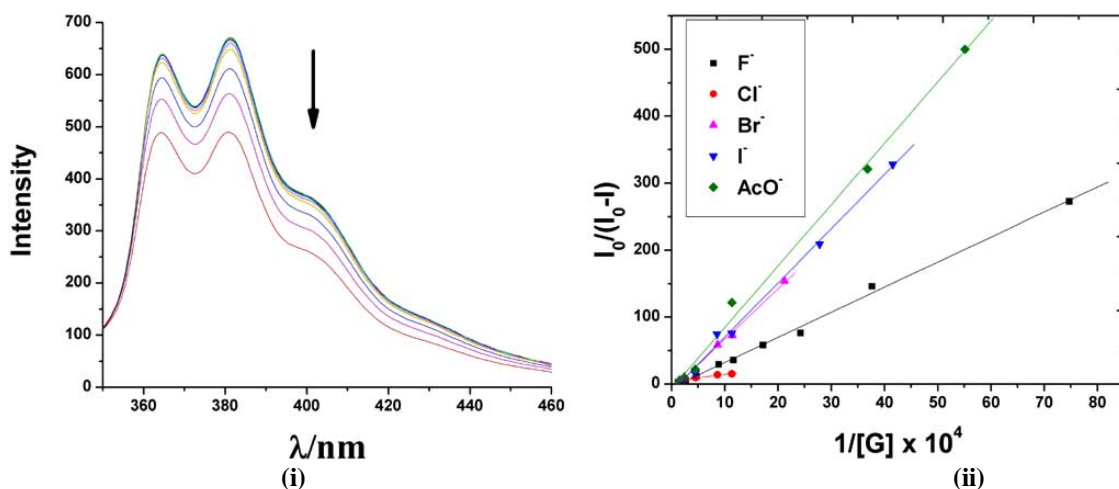 700
600
500
400
300
200
100
0
Intensity
360
380
400
420
440
460
λ/nm
(i)
500
400
300
200
100
0
I₀/(I₀-I)
F⁻
Cl⁻
Br⁻
I⁻
AcO⁻
0
10
20
30
40
50
60
70
80
1/[G] x 10⁴
(ii)